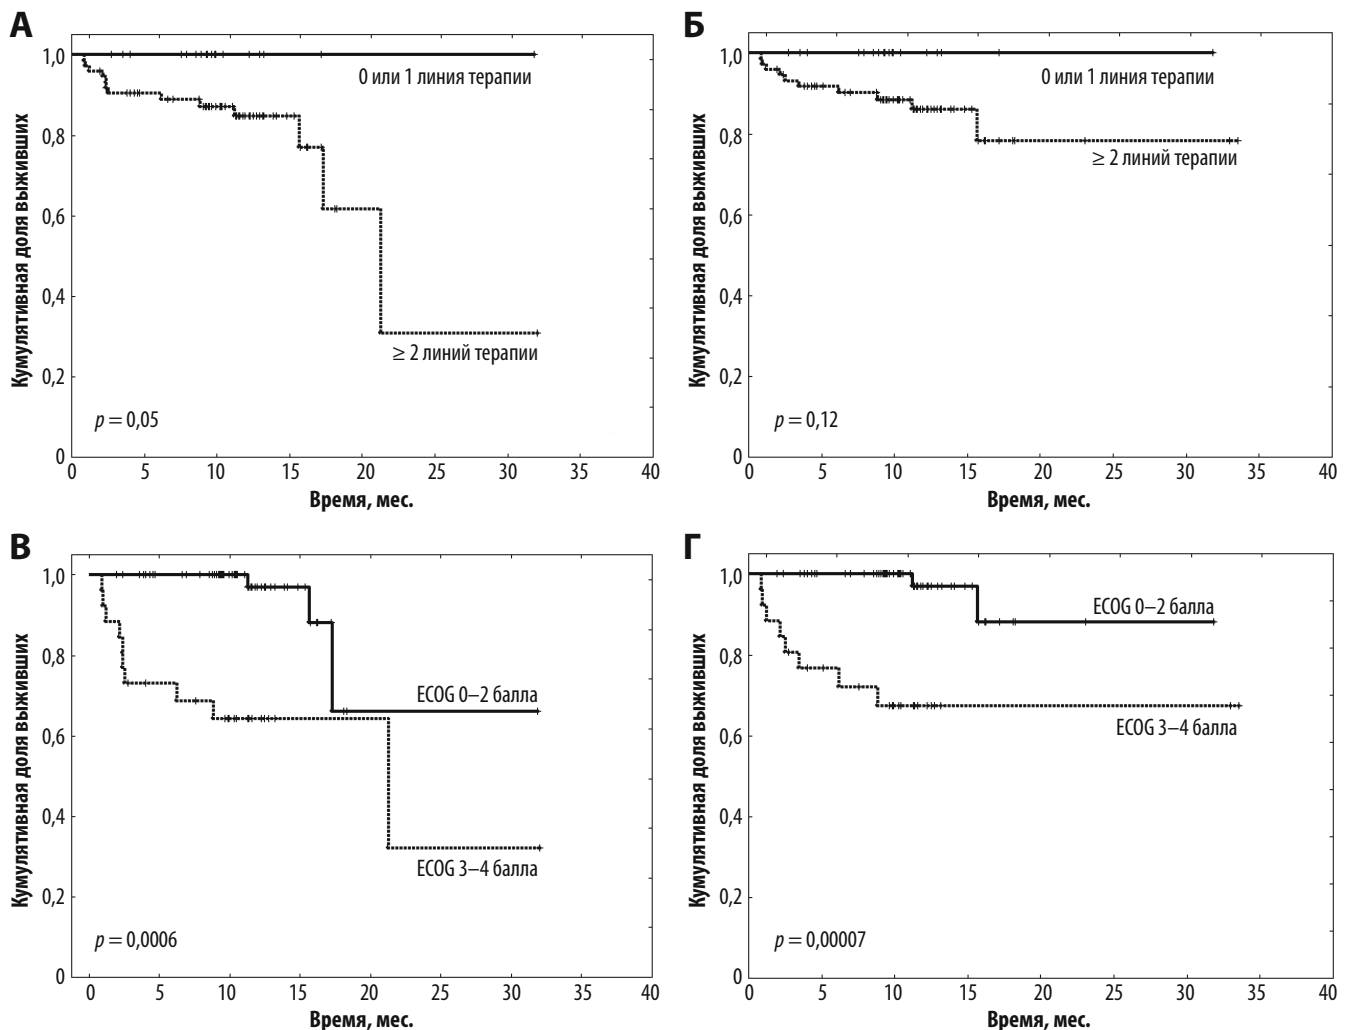 А
Кумулятивная доля выживших
1,0
0,8
0,6
0,4
0,2
0
0 или 1 линия терапии
≥ 2 линий терапии
p = 0,05
0 5 10 15 20 25 30 35 40
Время, мес.
Б
Кумулятивная доля выживших
1,0
0,8
0,6
0,4
0,2
0
0 или 1 линия терапии
≥ 2 линий терапии
p = 0,12
0 5 10 15 20 25 30 35 40
Время, мес.
В
Кумулятивная доля выживших
1,0
0,8
0,6
0,4
0,2
0
ECOG 0–2 балла
ECOG 3–4 балла
p = 0,0006
0 5 10 15 20 25 30 35 40
Время, мес.
Г
Кумулятивная доля выживших
1,0
0,8
0,6
0,4
0,2
0
ECOG 0–2 балла
ECOG 3–4 балла
p = 0,00007
0 5 10 15 20 25 30 35 40
Время, мес.